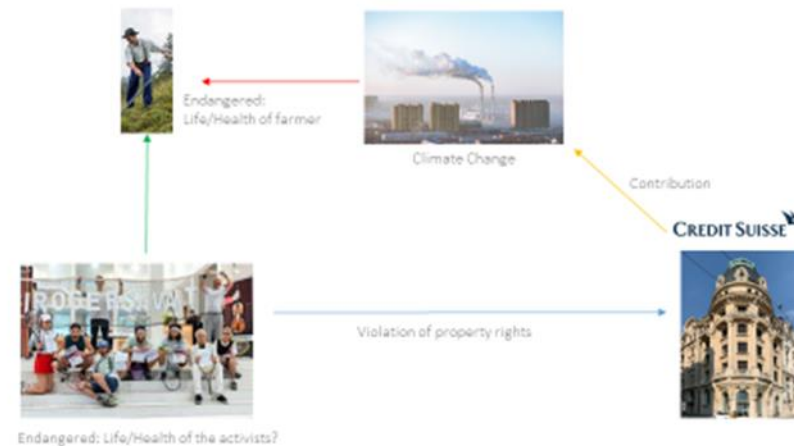 Endangered:
Life/Health of farmer
Climate Change
Contribution
CREDIT SUISSE
Violation of property rights
Endangered: Life/Health of the activists?